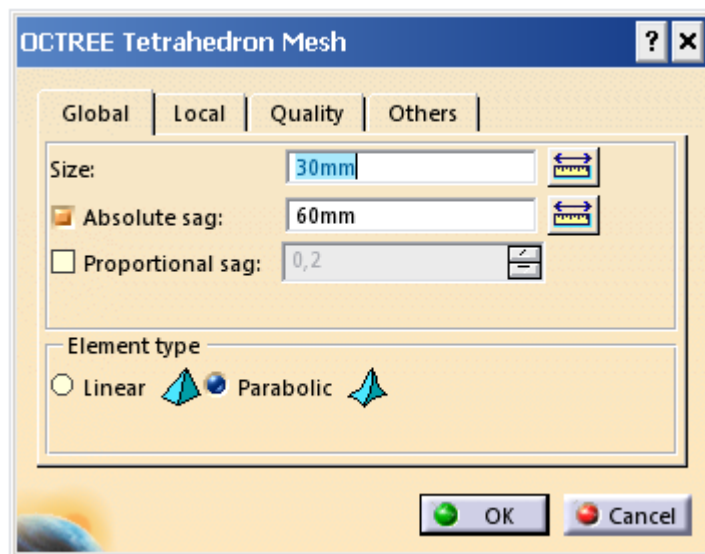 OCTREE Tetrahedron Mesh ? ×
Global Local Quality Others
Size: 30mm
Absolute sag: 60mm
Proportional sag: 0,2
Element type
Linear Parabolic
OK Cancel